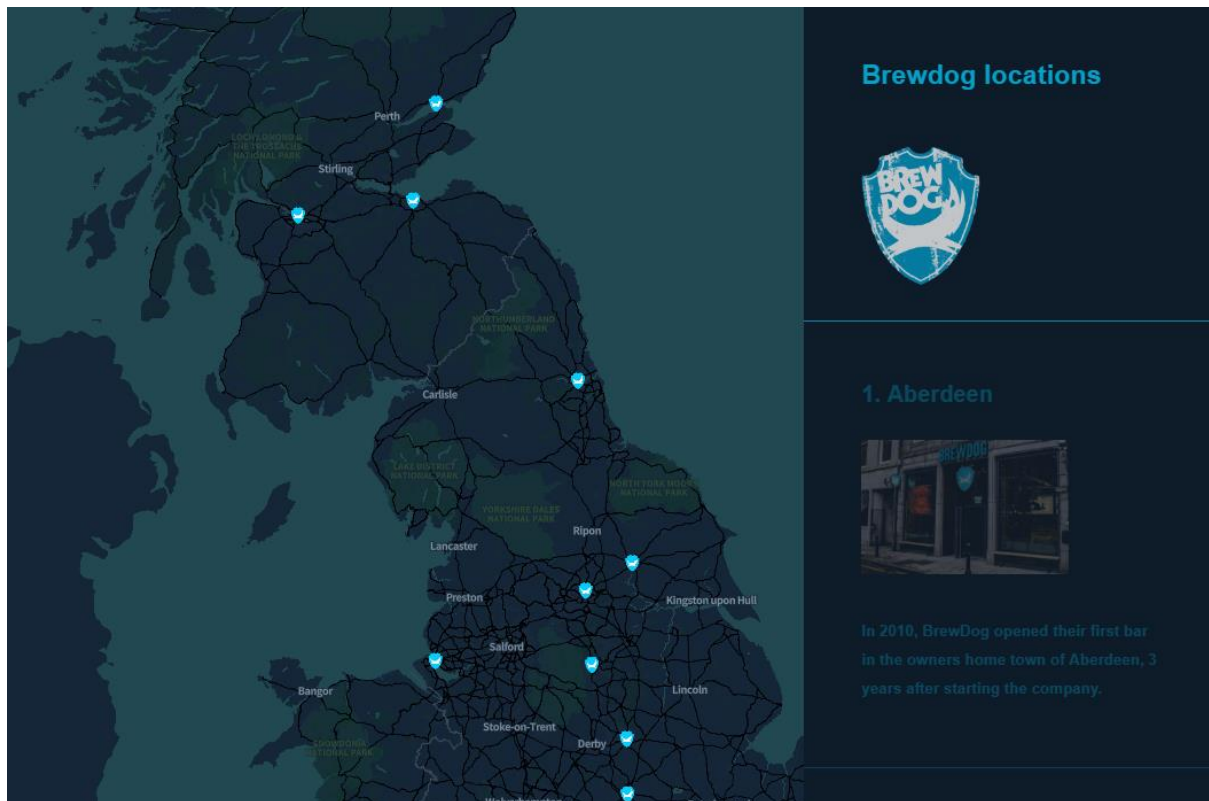 Perth
LOCH LOMOND &
THE TROSSACHS
NATIONAL PARK
Stirling
NORTHUMBERLAND
NATIONAL PARK
Carlisle
LAKE DISTRICT
NATIONAL PARK
NORTH YORK MOORS
NATIONAL PARK
YORKSHIRE DALES
NATIONAL PARK
Ripon
Lancaster
Preston
Kingston upon Hull
Salford
Bangor
Lincoln
Stoke-on-Trent
Derby
SNOWDONIA
NATIONAL PARK
Wolverhampton
Brewdog locations
BREW
DOG
1. Aberdeen
BREWDOG
In 2010, BrewDog opened their first bar
in the owners home town of Aberdeen, 3
years after starting the company.